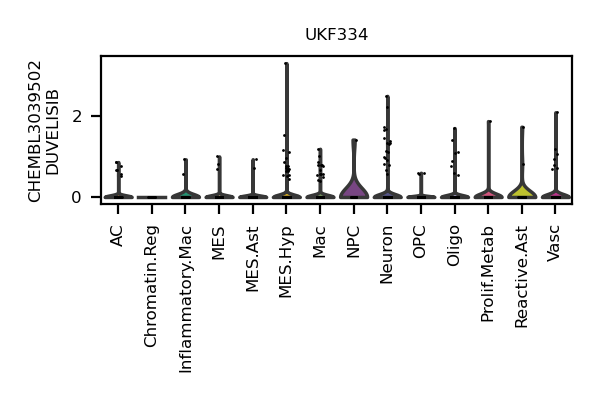 UKF334
CHEMBL3039502
DUVELISIB
2
0
AC
Chromatin.Reg
Inflammatory.Mac
MES
MES.Ast
MES.Hyp
Mac
NPC
Neuron
OPC
Oligo
Prolif.Metab
Reactive.Ast
Vasc